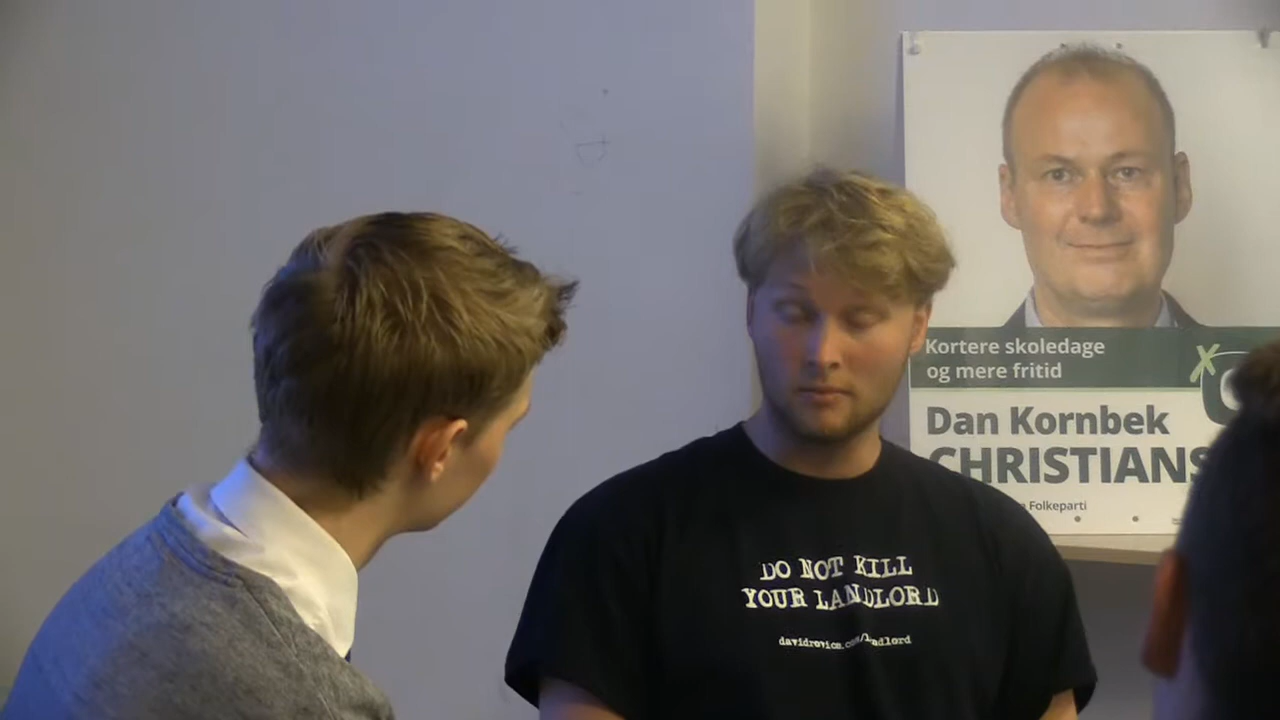 Kortere skoledage
og mere fritid
Dan Kornbek
CHRISTIANS
Folkeparti
DO NOT KILL
YOUR LANDLORD
davidrovics.com/landlord